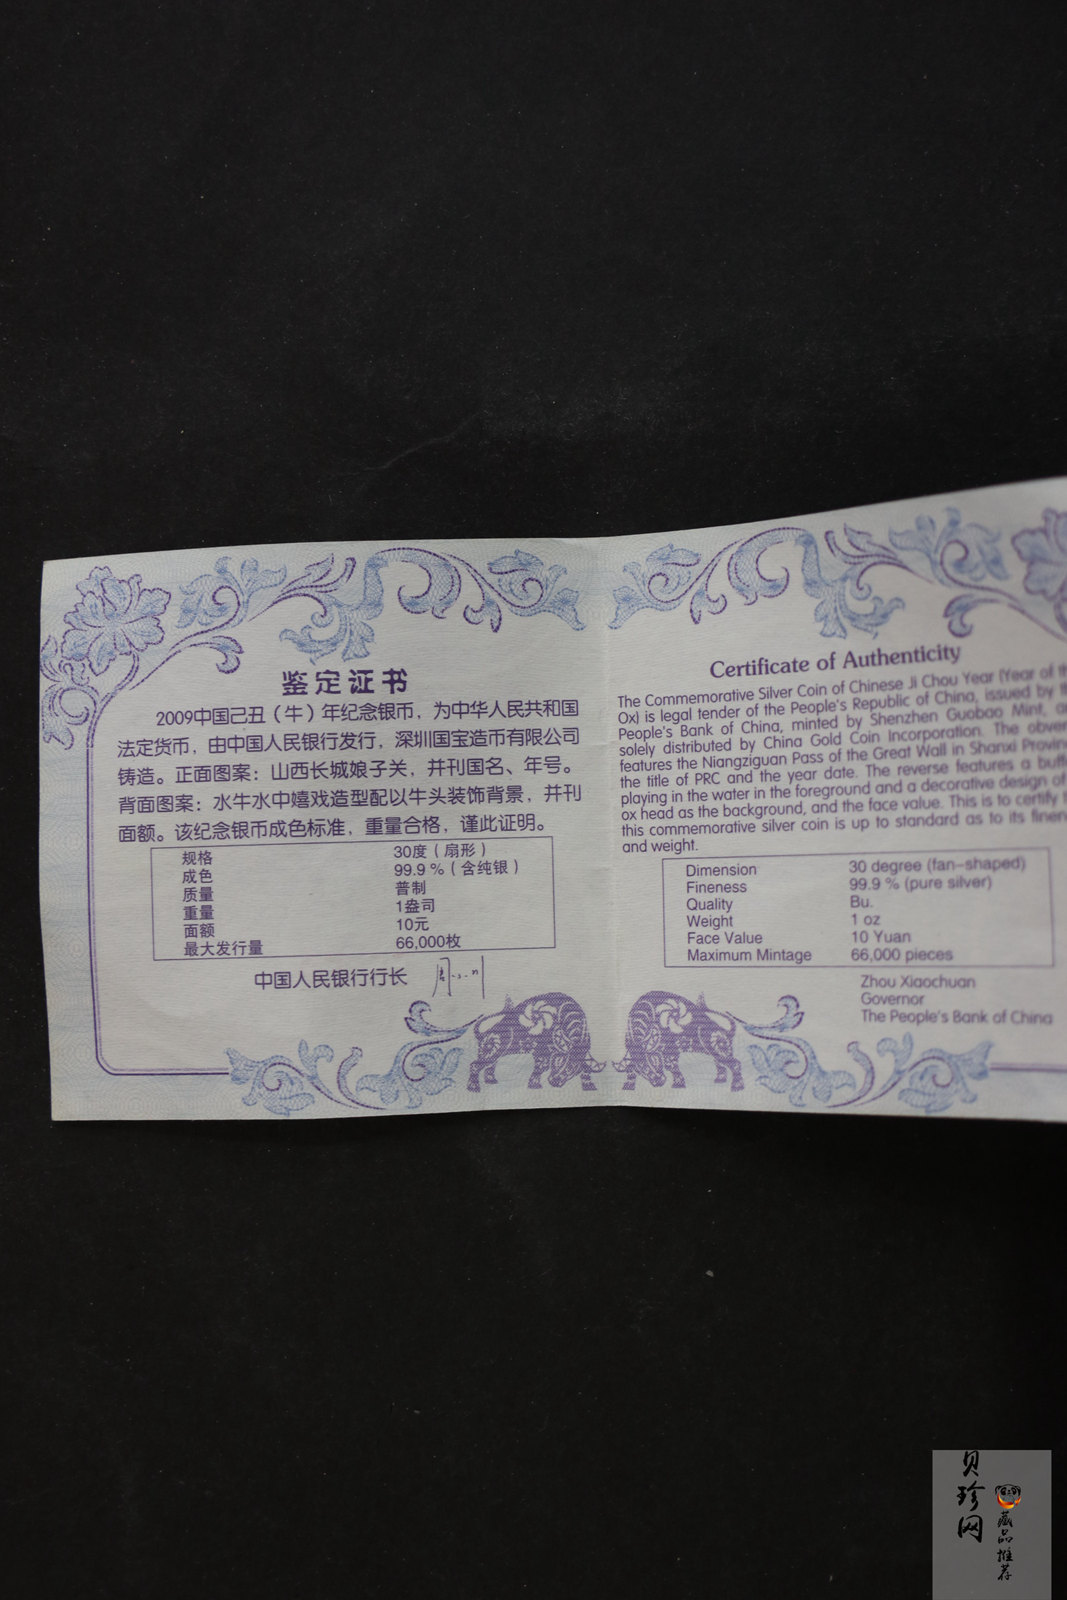 鉴定证书
2009中国己丑（牛）年纪念银币，为中华人民共和国
法定货币，由中国人民银行发行，深圳国宝造币有限公司
铸造。正面图案：山西长城娘子关，并刊国名、年号。
背面图案：水牛水中嬉戏造型配以牛头装饰背景，并刊
面额。该纪念银币成色标准，重量合格，谨此证明。
规格 30度（扇形）
成色 99.9%（含纯银）
质量 普制
重量 1盎司
面额 10元
最大发行量 66,000枚
中国人民银行行长
Certificate of Authenticity
The Commemorative Silver Coin of Chinese Ji Chou Year (Year of
Ox) is legal tender of the People's Republic of China, issued by
People's Bank of China, minted by Shenzhen Guobao Mint,
solely distributed by China Gold Coin Incorporation. The
features the Niangziguan Pass of the Great Wall in Shanxi
the title of PRC and the year date. The reverse features a
playing in the water in the foreground and a decorative design of
ox head as the background, and the face value. This is to certify
this commemorative silver coin is up to standard as to its
and weight.
Dimension 30 degree (fan-shaped)
Fineness 99.9 % (pure silver)
Quality Bu.
Weight 1 oz
Face Value 10 Yuan
Maximum Mintage 66,000 pieces
Zhou Xiaochuan
Governor
The People's Bank of China
贝珍网
藏品推荐